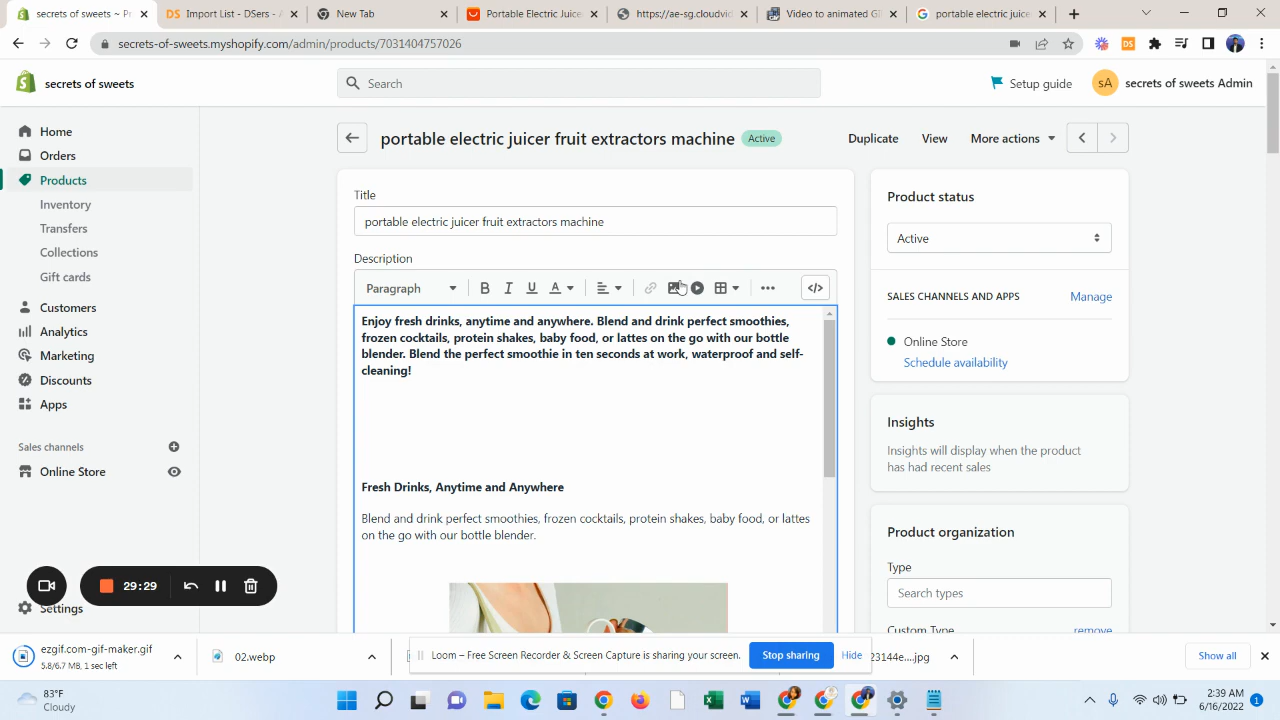 secrets of sweets ~ Pr
Import List - DSers - A
New Tab
Portable Electric Juice
https://ae-sg.cloudvid
Video to animated GI
portable electric juice
secrets-of-sweets.myshopify.com/admin/products/7031404757026
DS
secrets of sweets
Search
Setup guide
sA
secrets of sweets Admin
Home
Orders
Products
Inventory
Transfers
Collections
Gift cards
Customers
Analytics
Marketing
Discounts
Apps
Sales channels
Online Store
Settings
portable electric juicer fruit extractors machine
Active
Duplicate
View
More actions
Title
portable electric juicer fruit extractors machine
Description
Paragraph
B
I
U
A
</>
Enjoy fresh drinks, anytime and anywhere. Blend and drink perfect smoothies,
frozen cocktails, protein shakes, baby food, or lattes on the go with our bottle
blender. Blend the perfect smoothie in ten seconds at work, waterproof and self-
cleaning!
Fresh Drinks, Anytime and Anywhere
Blend and drink perfect smoothies, frozen cocktails, protein shakes, baby food, or lattes
on the go with our bottle blender.
Product status
Active
SALES CHANNELS AND APPS
Manage
Online Store
Schedule availability
Insights
Insights will display when the product
has had recent sales
Product organization
Type
Search types
Custom Type
remove
29:29
ezgif.com-gif-maker.gif
5.8/6.7 MB, 1 sec left
02.webp
Loom – Free Screen Recorder & Screen Capture is sharing your screen.
Stop sharing
Hide
23144e....jpg
Show all
83°F
Cloudy
2:39 AM
6/16/2022
1